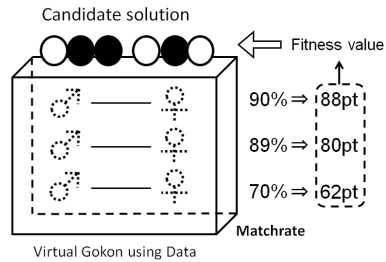 Candidate solution
Fitness value
90%⇒ 88pt
89%⇒ 80pt
70%⇒ 62pt
Matchrate
Virtual Gokon using Data